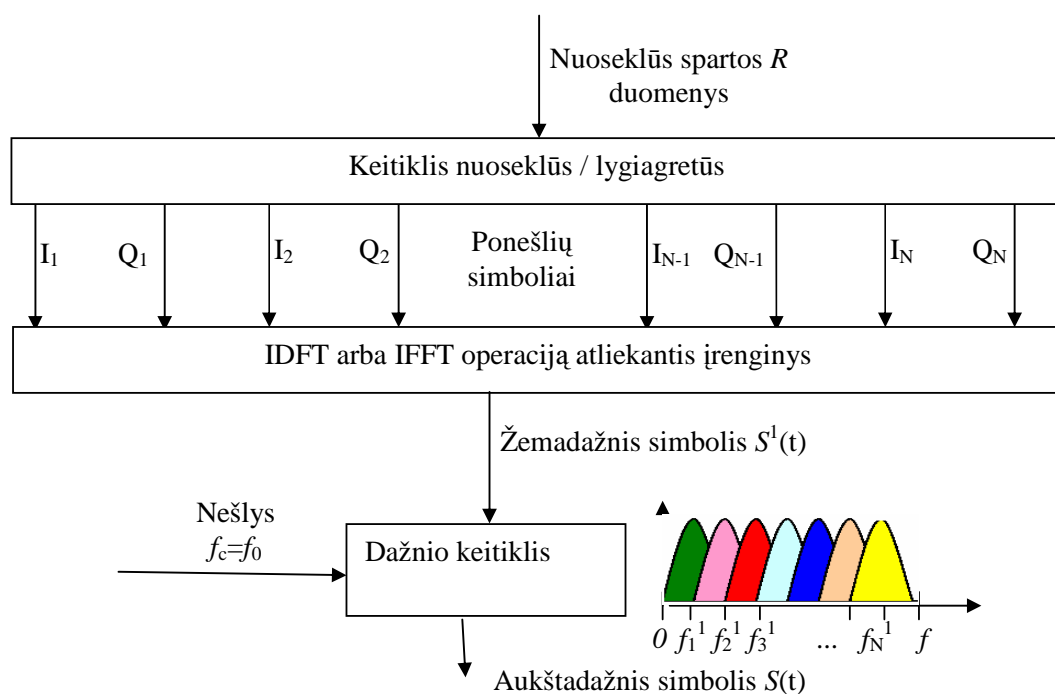 Nuoseklūs spartos R
duomenys
Keitiklis nuoseklūs / lygiagretūs
I1 Q1 I2 Q2 Ponešlių simboliai IN-1 QN-1 IN QN
IDFT arba IFFT operaciją atliekantis įrenginys
Žemadažnis simbolis S¹(t)
Nešlys
fc=f0
Dažnio keitiklis
0 f1¹ f2¹ f3¹ ... fN¹ f
Aukštadažnis simbolis S(t)